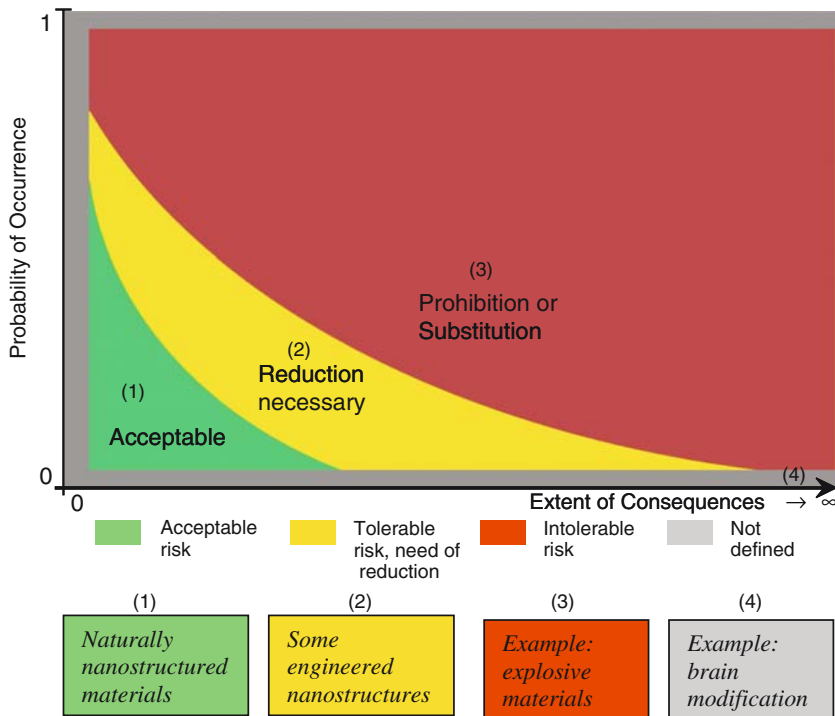 1
Probability of Occurrence
(3)
Prohibition or
Substitution
(2)
Reduction
necessary
(1)
Acceptable
(4)
0
0
Extent of Consequences → ∞
Acceptable
risk
Tolerable
risk, need of
reduction
Intolerable
risk
Not
defined
(1)
(2)
(3)
(4)
Naturally
nanostructured
materials
Some
engineered
nanostructures
Example:
explosive
materials
Example:
brain
modification